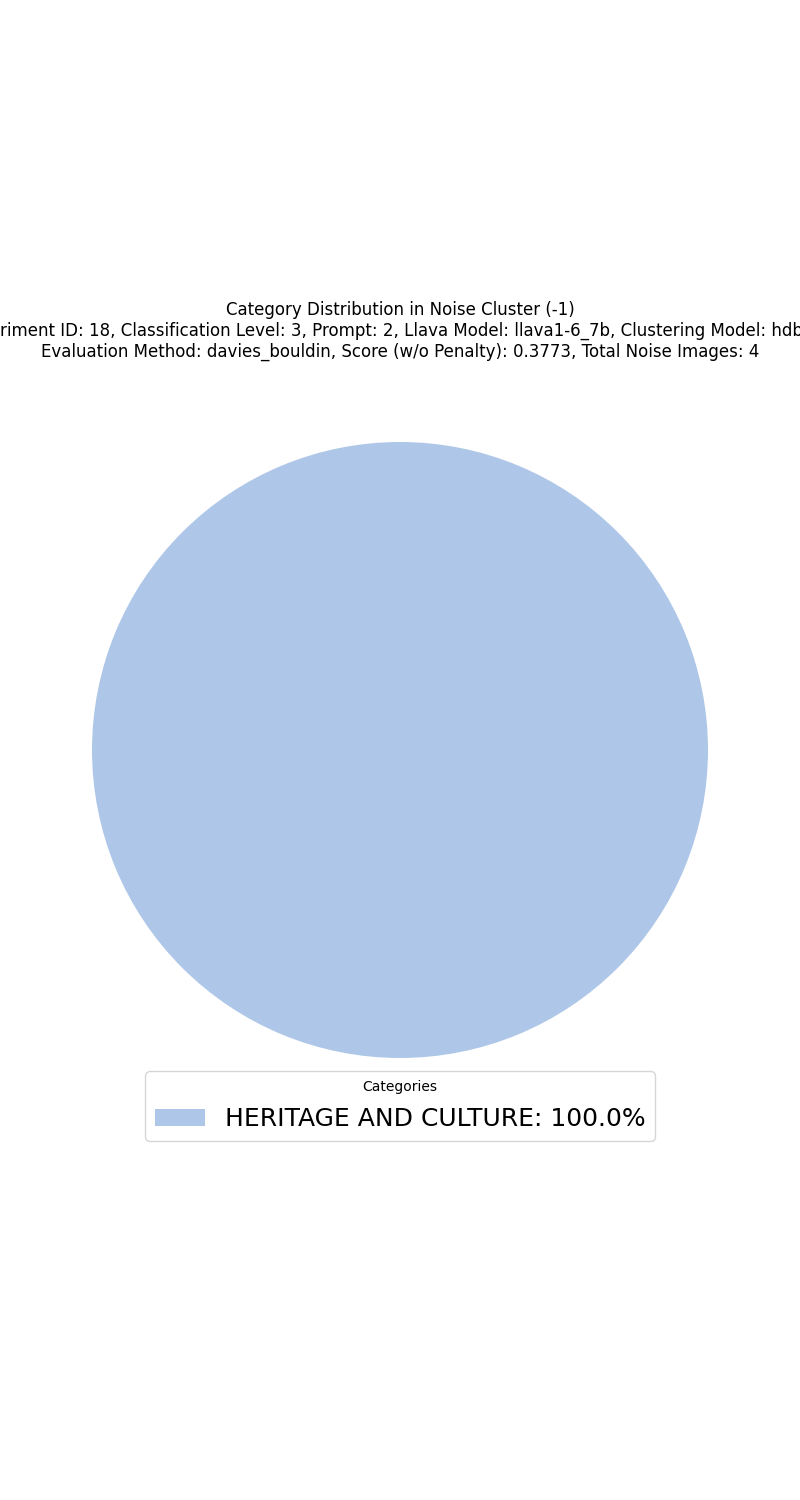 Category Distribution in Noise Cluster (-1)
riment ID: 18, Classification Level: 3, Prompt: 2, Llava Model: llava1-6_7b, Clustering Model: hdb
Evaluation Method: davies_bouldin, Score (w/o Penalty): 0.3773, Total Noise Images: 4
Categories
HERITAGE AND CULTURE: 100.0%